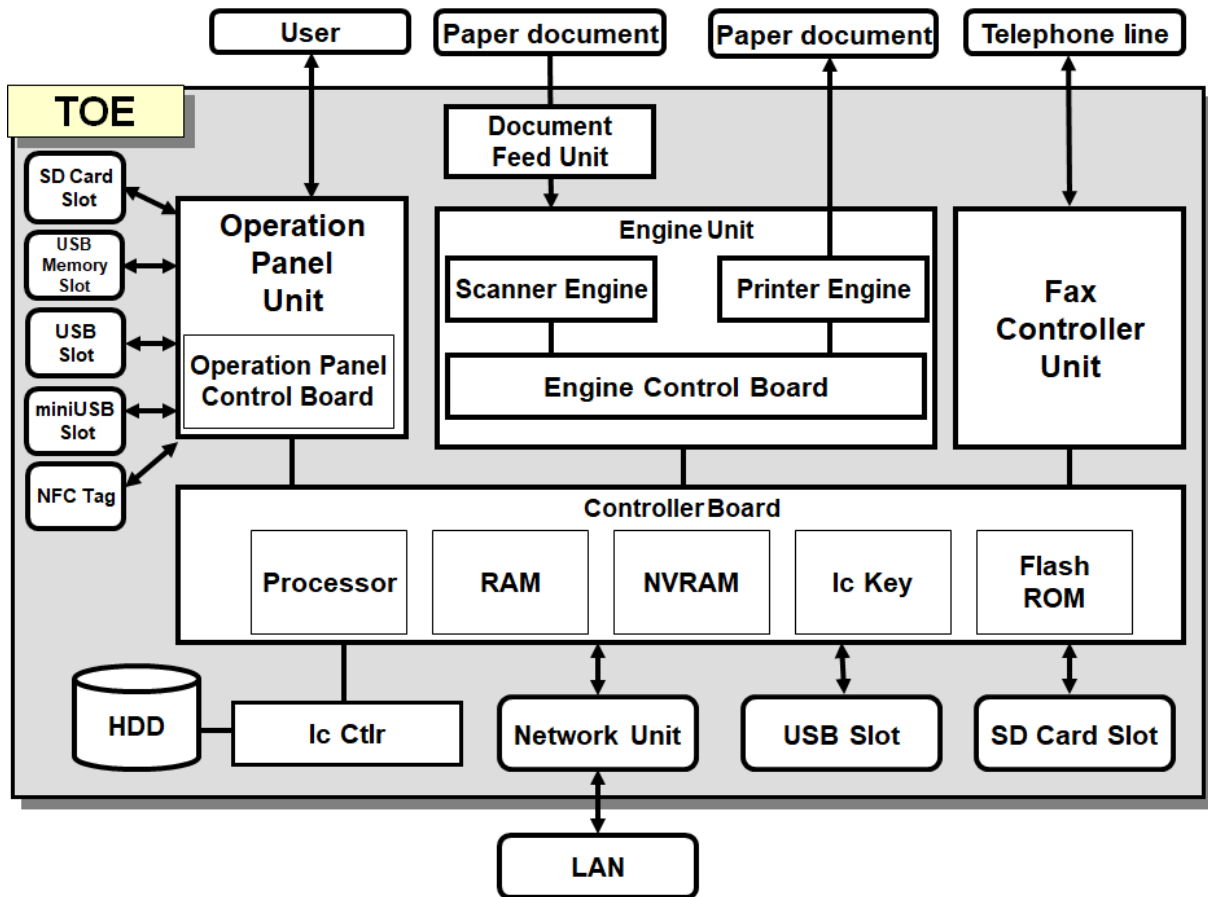 User
Paper document
Paper document
Telephone line
TOE
Document
Feed Unit
SD Card
Slot
USB
Memory
Slot
USB
Slot
miniUSB
Slot
NFC Tag
Operation
Panel
Unit
Operation Panel
Control Board
Engine Unit
Scanner Engine
Printer Engine
Engine Control Board
Fax
Controller
Unit
Controller Board
Processor
RAM
NVRAM
Ic Key
Flash
ROM
HDD
Ic Ctlr
Network Unit
USB Slot
SD Card Slot
LAN